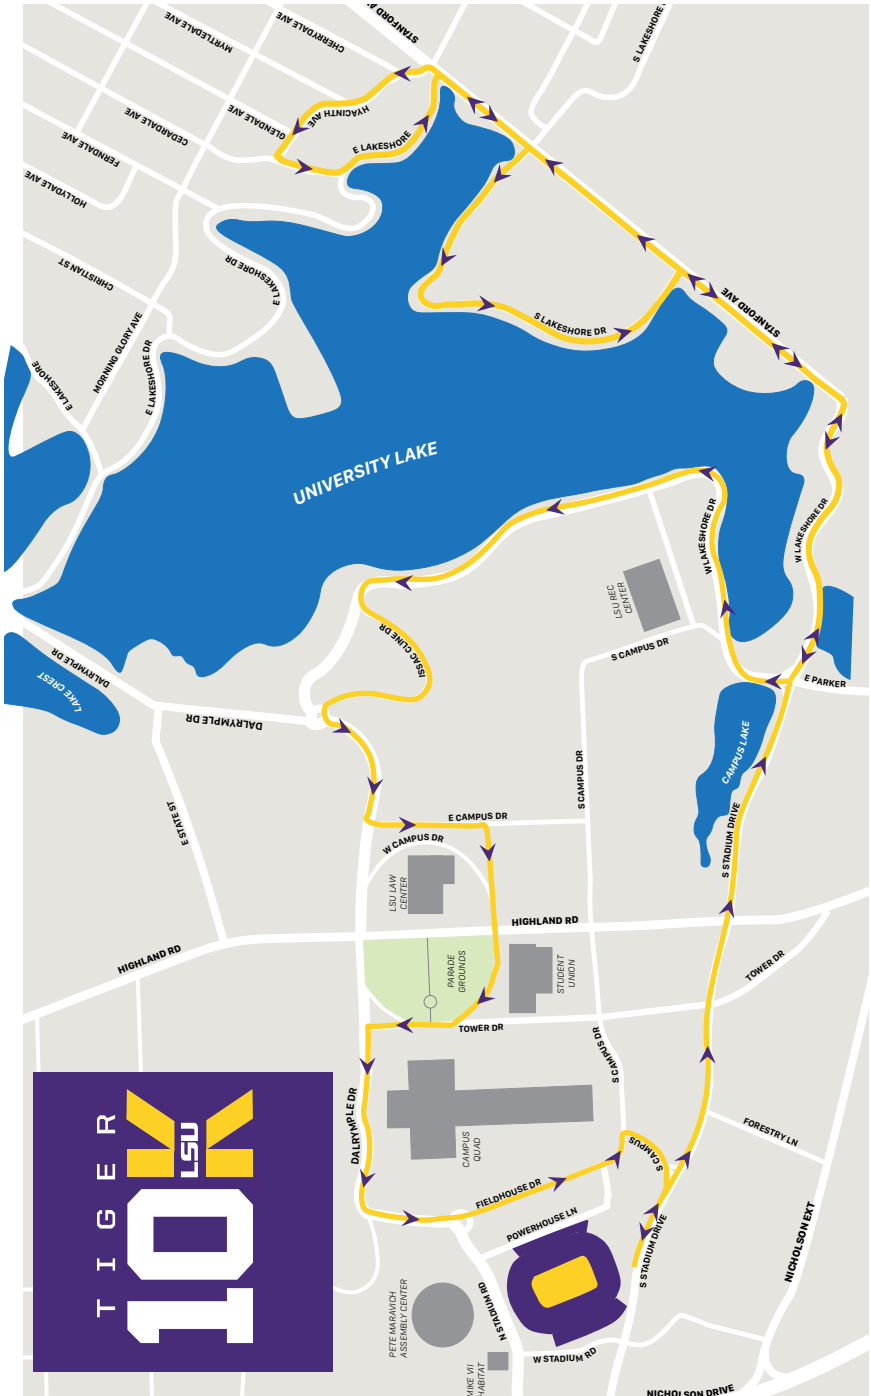 STANFORD A
S LAKESHORE
CHERRYDALE AVE
MYRTLEDALE AVE
HYACINTH AVE
GLENDALE AVE
CEDARDALE AVE
FERNDALE AVE
HOLLYDALE AVE
E LAKESHORE
CHRISTIAN ST
E LAKESHORE DR
MORNING GLORY AVE
E LAKESHORE DR
E LAKESHORE
S LAKESHORE DR
STANFORD AVE
UNIVERSITY LAKE
W LAKESHORE DR
W LAKESHORE DR
LSU REC
CENTER
ISSAC CLINE DR
S CAMPUS DR
E PARKER
DALRYMPLE DR
LAKE CREST
DALRYMPLE DR
CAMPUS LAKE
S CAMPUS DR
E STATE ST
E CAMPUS DR
W CAMPUS DR
S STADIUM DRIVE
LSU LAW
CENTER
HIGHLAND RD
HIGHLAND RD
PARADE
GROUNDS
STUDENT
UNION
TOWER DR
TOWER DR
S CAMPUS DR
DALRYMPLE DR
CAMPUS
QUAD
S CAMPUS
FORESTRY LN
FIELDHOUSE DR
POWERHOUSE LN
S STADIUM DRIVE
NICHOLSON EXT
TIGER
10K
LSU
PETE MARAVICH
ASSEMBLY CENTER
N STADIUM RD
W STADIUM RD
MIKE VII
HABITAT
NICHOLSON DRIVE